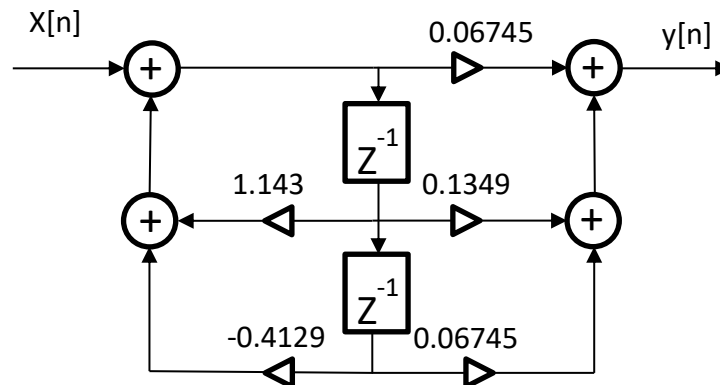 X[n]
0.06745
y[n]
+
+
Z-1
1.143
0.1349
+
+
Z-1
-0.4129
0.06745